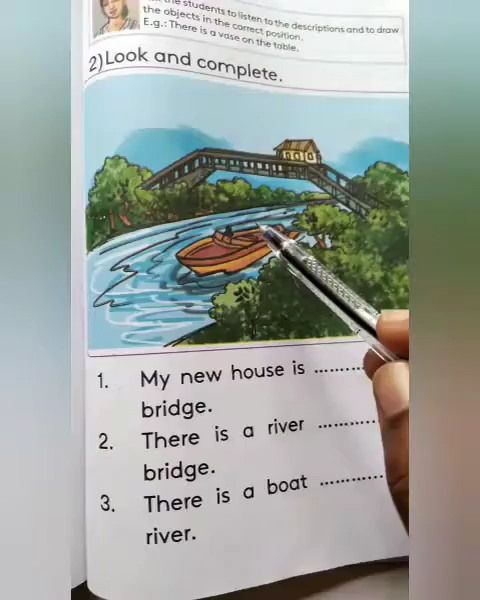 the students to listen to the descriptions and to draw
the objects in the correct position.
E.g.: There is a vase on the table.
2) Look and complete.
1. My new house is ............
bridge.
2. There is a river ............
bridge.
3. There is a boat ............
river.